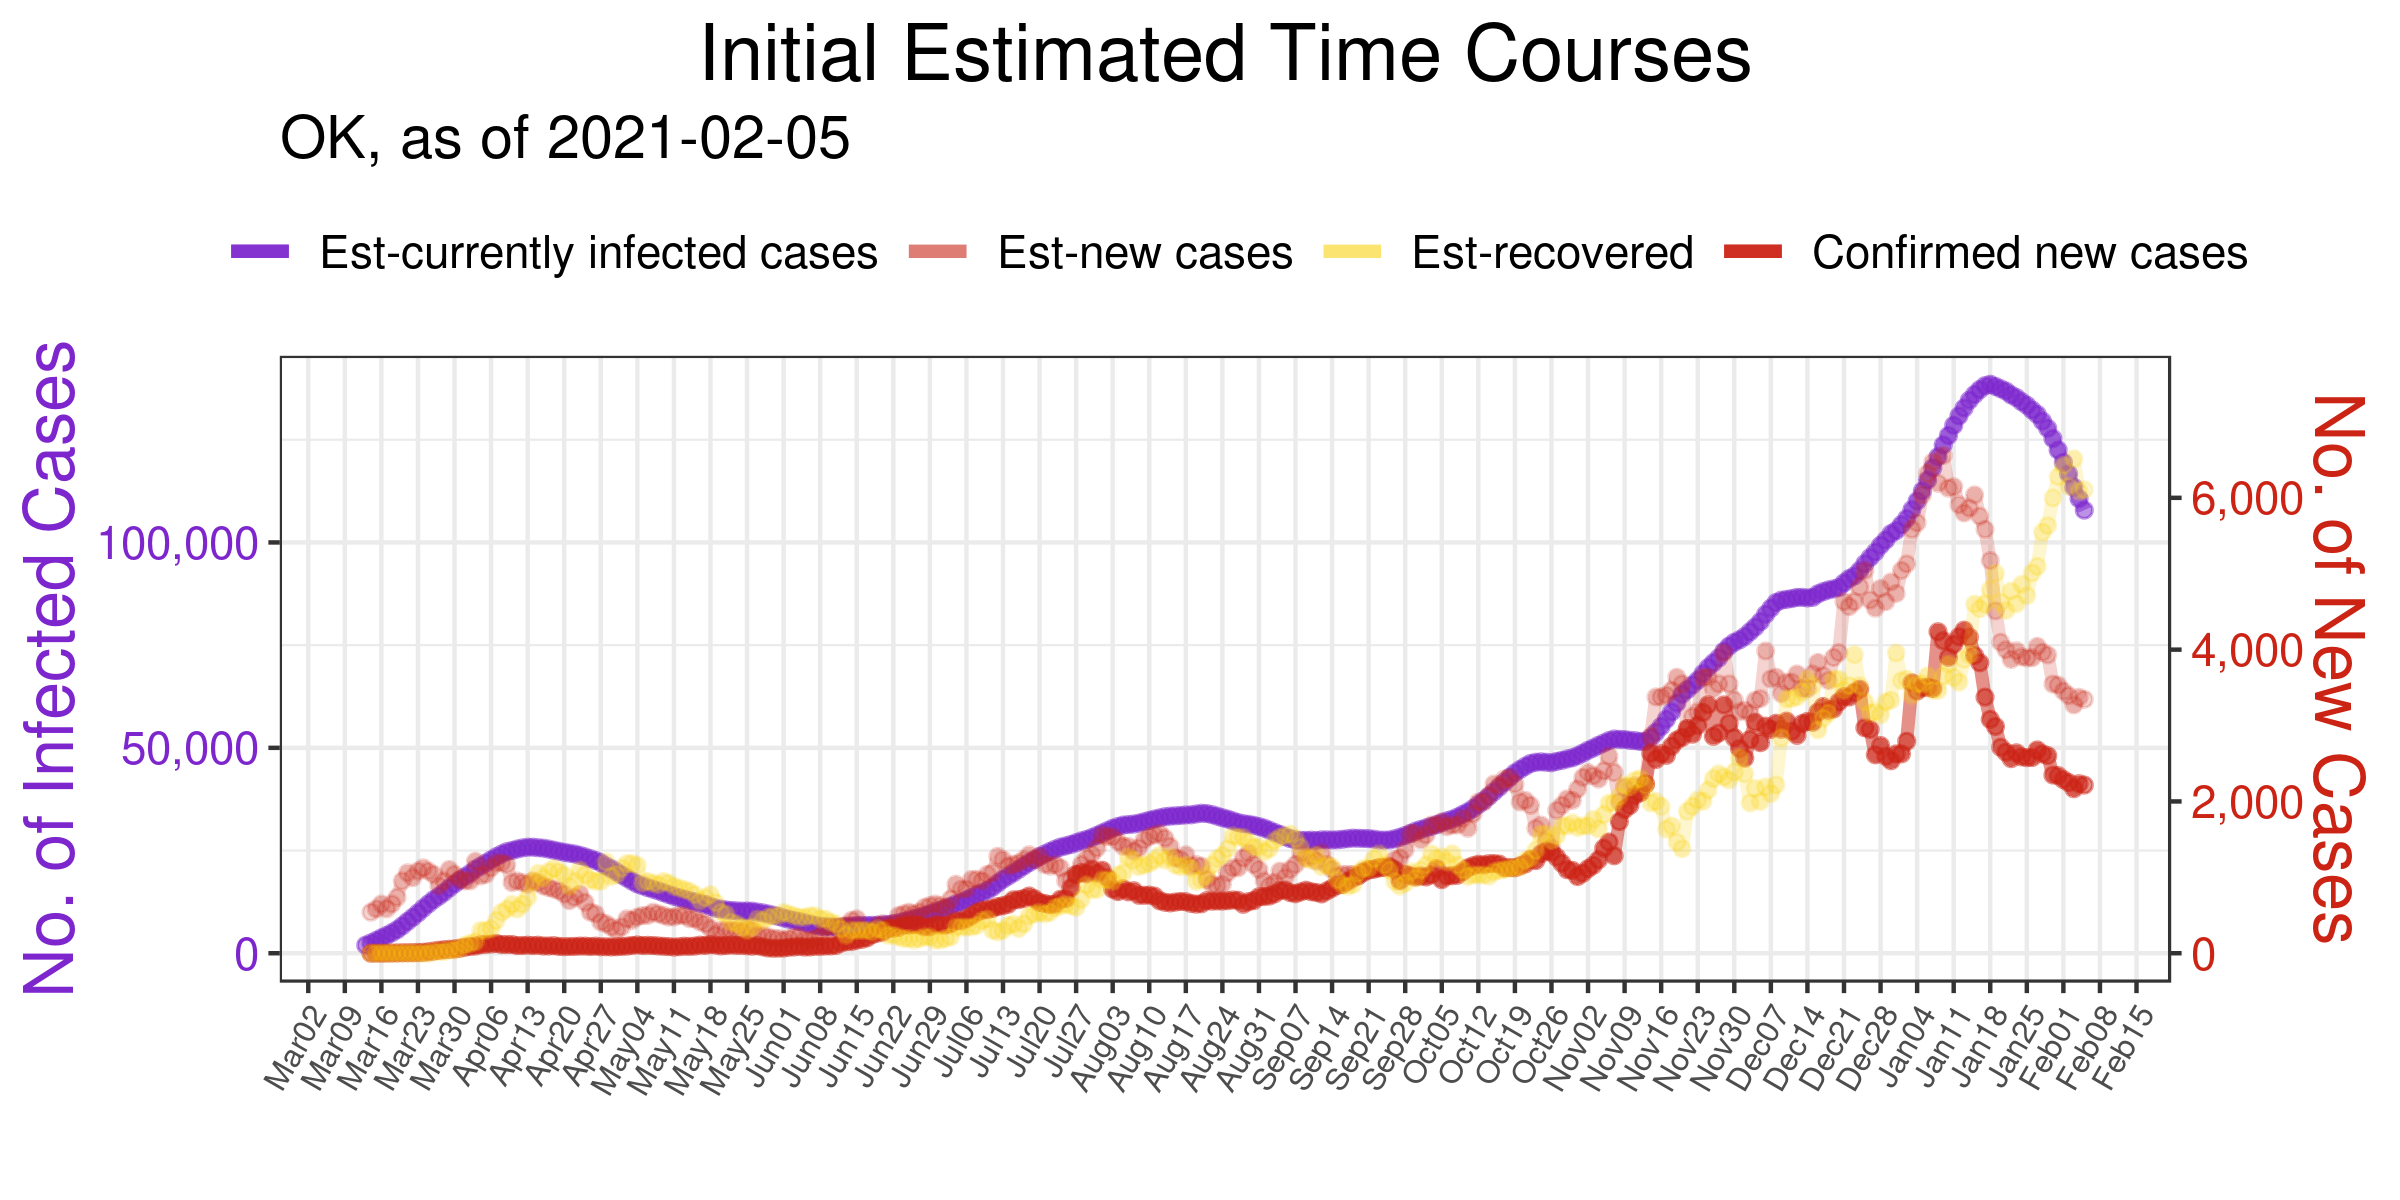 Initial Estimated Time Courses
OK, as of 2021-02-05
Est-currently infected cases Est-new cases Est-recovered Confirmed new cases
No. of Infected Cases
100,000
50,000
0
6,000
4,000
2,000
0
No. of New Cases
Mar02 Mar09 Mar16 Mar23 Mar30 Apr06 Apr13 Apr20 Apr27 May04 May11 May18 May25 Jun01 Jun08 Jun15 Jun22 Jun29 Jul06 Jul13 Jul20 Jul27 Aug03 Aug10 Aug17 Aug24 Aug31 Sep07 Sep14 Sep21 Sep28 Oct05 Oct12 Oct19 Oct26 Nov02 Nov09 Nov16 Nov23 Nov30 Dec07 Dec14 Dec21 Dec28 Jan04 Jan11 Jan18 Jan25 Feb01 Feb08 Feb15